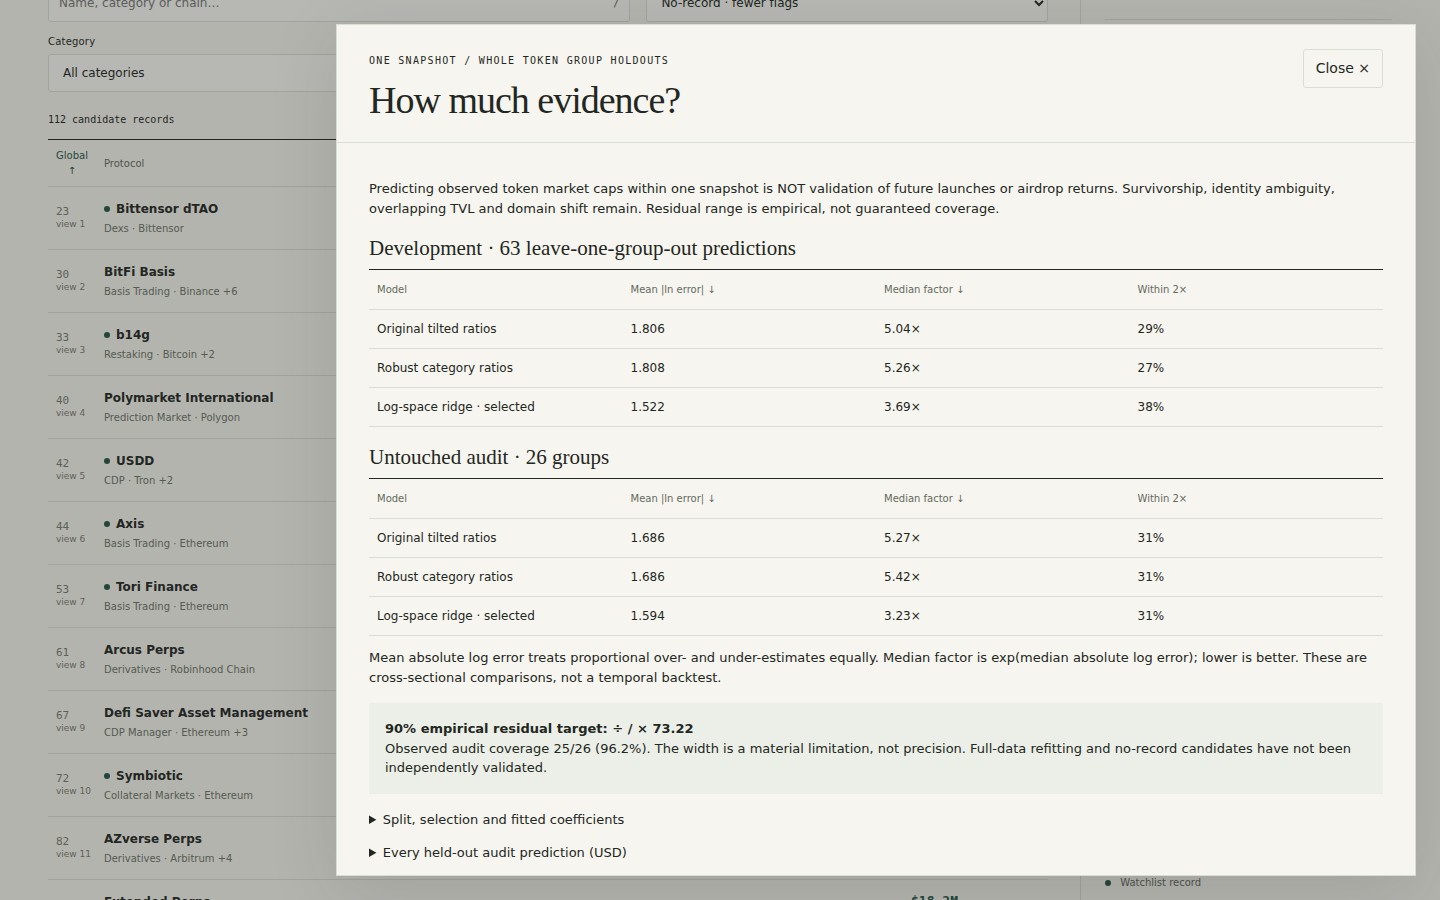 Name, category or chain...
/
No-record · fewer flags
Category
All categories
112 candidate records
Global
↑
Protocol
23
view 1
Bittensor dTAO
Dexs · Bittensor
30
view 2
BitFi Basis
Basis Trading · Binance +6
33
view 3
b14g
Restaking · Bitcoin +2
40
view 4
Polymarket International
Prediction Market · Polygon
42
view 5
USDD
CDP · Tron +2
44
view 6
Axis
Basis Trading · Ethereum
53
view 7
Tori Finance
Basis Trading · Ethereum
61
view 8
Arcus Perps
Derivatives · Robinhood Chain
67
view 9
Defi Saver Asset Management
CDP Manager · Ethereum +3
72
view 10
Symbiotic
Collateral Markets · Ethereum
82
view 11
AZverse Perps
Derivatives · Arbitrum +4
Extended Perps
$18.2M
Watchlist record
ONE SNAPSHOT / WHOLE TOKEN GROUP HOLDOUTS
How much evidence?
Close ×
Predicting observed token market caps within one snapshot is NOT validation of future launches or airdrop returns. Survivorship, identity ambiguity,
overlapping TVL and domain shift remain. Residual range is empirical, not guaranteed coverage.
Development · 63 leave-one-group-out predictions
Model Mean |ln error| ↓ Median factor ↓ Within 2×
Original tilted ratios 1.806 5.04× 29%
Robust category ratios 1.808 5.26× 27%
Log-space ridge · selected 1.522 3.69× 38%
Untouched audit · 26 groups
Model Mean |ln error| ↓ Median factor ↓ Within 2×
Original tilted ratios 1.686 5.27× 31%
Robust category ratios 1.686 5.42× 31%
Log-space ridge · selected 1.594 3.23× 31%
Mean absolute log error treats proportional over- and under-estimates equally. Median factor is exp(median absolute log error); lower is better. These are
cross-sectional comparisons, not a temporal backtest.
90% empirical residual target: ÷ / × 73.22
Observed audit coverage 25/26 (96.2%). The width is a material limitation, not precision. Full-data refitting and no-record candidates have not been
independently validated.
▶ Split, selection and fitted coefficients
▶ Every held-out audit prediction (USD)